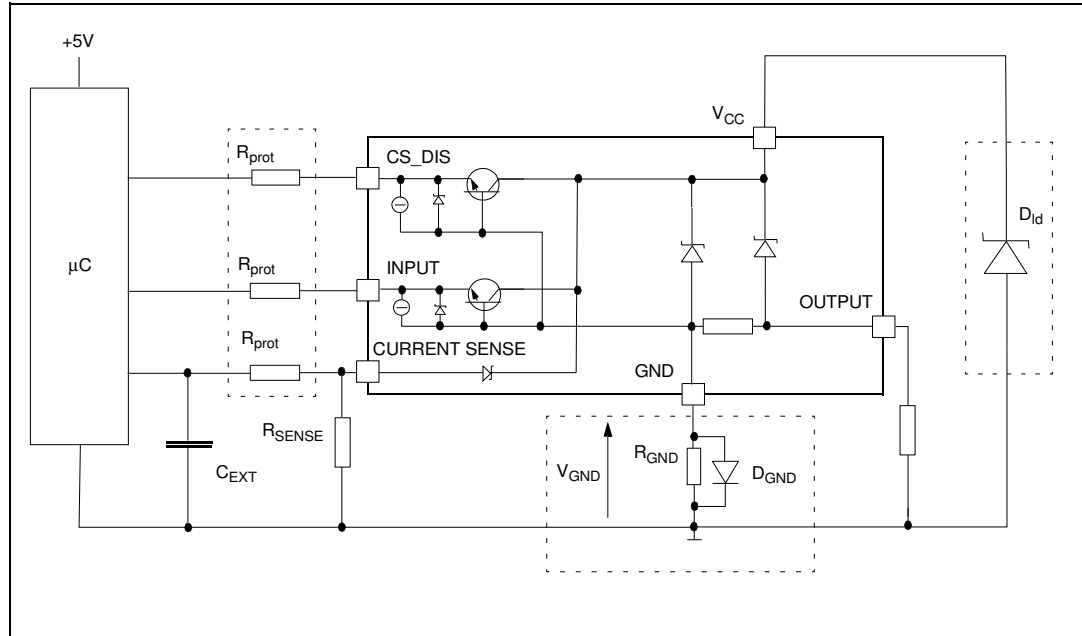 +5V
V_CC
R_prot
CS_DIS
D_ld
μC
R_prot
INPUT
OUTPUT
R_prot
CURRENT SENSE
GND
R_SENSE
C_EXT
V_GND
R_GND
D_GND